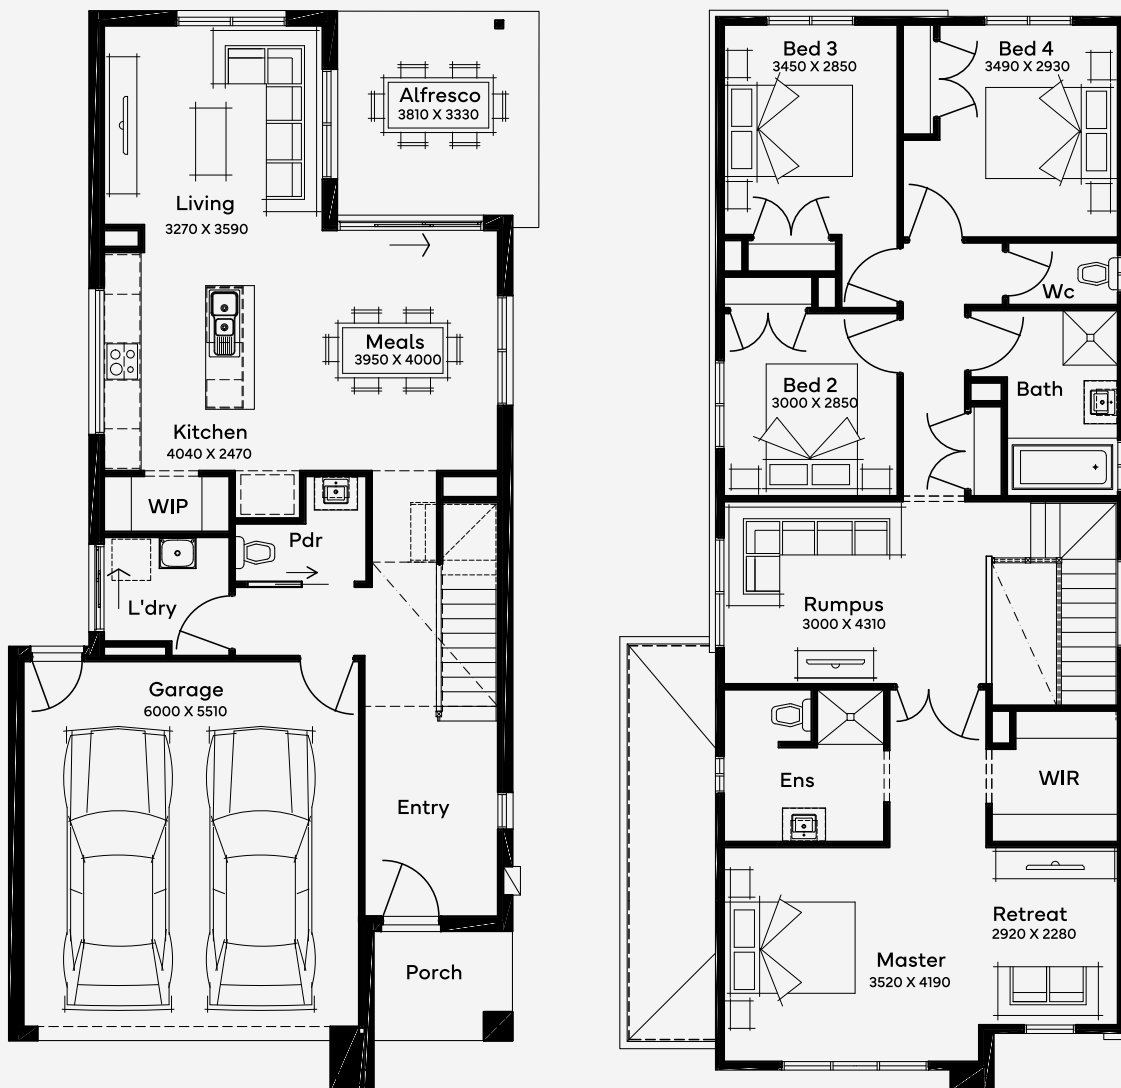 Alfresco
3810 X 3330
Living
3270 X 3590
Meals
3950 X 4000
Kitchen
4040 X 2470
WIP
Pdr
L'dry
Garage
6000 X 5510
Entry
Porch
Bed 3
3450 X 2850
Bed 4
3490 X 2930
Wc
Bed 2
3000 X 2850
Bath
Rumpus
3000 X 4310
Ens
WIR
Retreat
2920 X 2280
Master
3520 X 4190